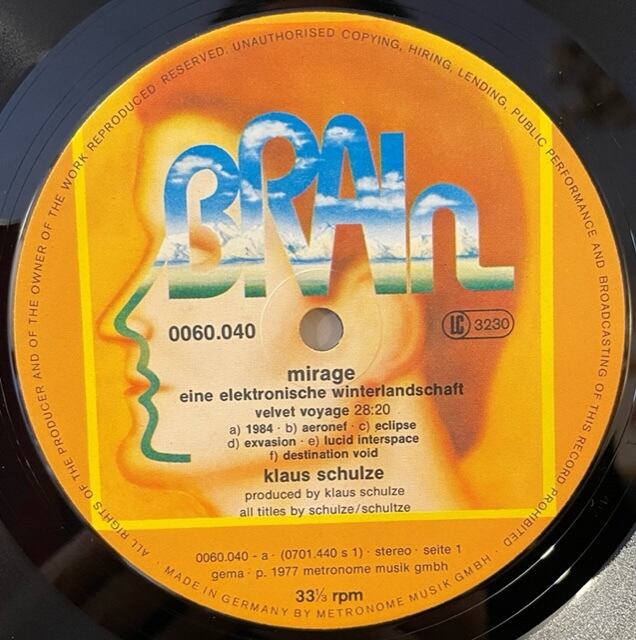 ALL RIGHTS OF THE PRODUCER AND OF THE OWNER OF THE WORK REPRODUCED RESERVED. UNAUTHORISED COPYING, HIRING, LENDING, PUBLIC PERFORMANCE AND BROADCASTING OF THIS RECORD PROHIBITED
BRAIn
0060.040
LC 3230
mirage
eine elektronische winterlandschaft
velvet voyage 28:20
a) 1984 · b) aeronef · c) eclipse
d) exvasion · e) lucid interspace
f) destination void
klaus schulze
produced by klaus schulze
all titles by schulze/schultze
0060.040 - a · (0701.440 s 1) · stereo · seite 1
gema · p. 1977 metronome musik gmbh
33⅓ rpm
· MADE IN GERMANY BY METRONOME MUSIK GMBH ·